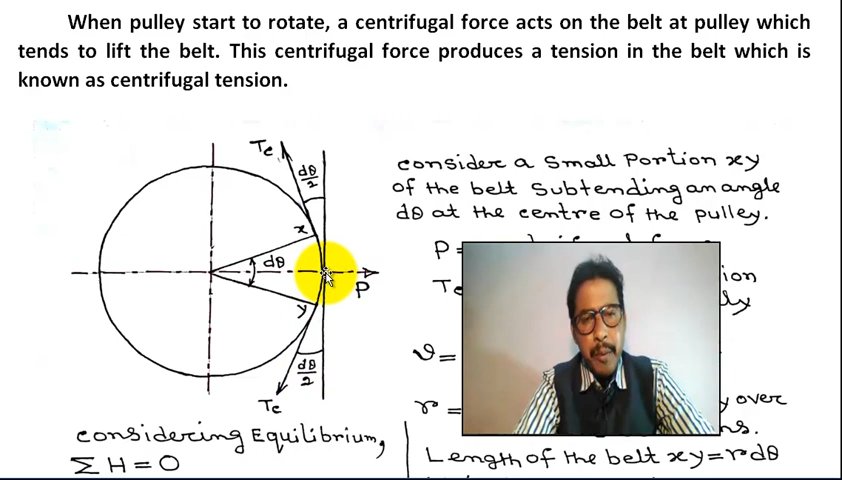 When pulley start to rotate, a centrifugal force acts on the belt at pulley which
tends to lift the belt. This centrifugal force produces a tension in the belt which is
known as centrifugal tension.
Tc
dθ/2
x
dθ
P
y
dθ/2
Tc
consider a small Portion xy
of the belt subtending an angle
dθ at the centre of the pulley.
P=
Tc
ion
ly
v=
r=
y over
ns.
considering Equilibrium,
ΣH=0
Length of the belt xy=rdθ